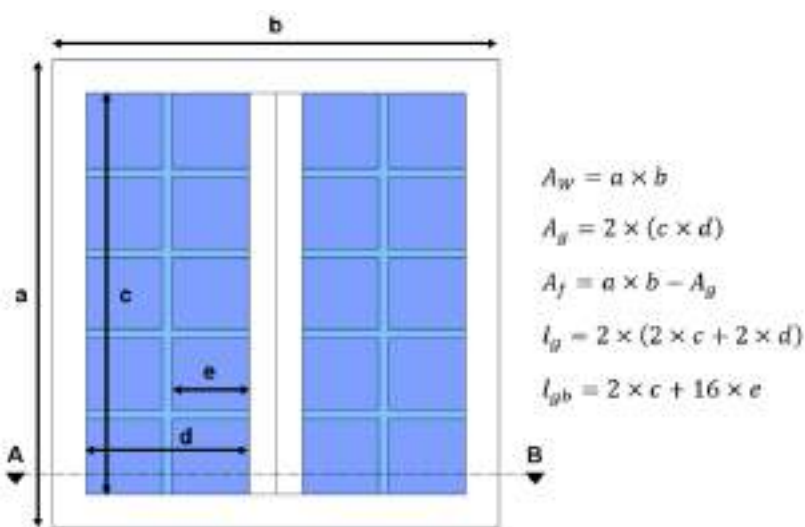 b
a
c
e
d
A
B
A_W = a × b
A_g = 2 × (c × d)
A_f = a × b − A_g
l_g = 2 × (2 × c + 2 × d)
l_gb = 2 × c + 16 × e